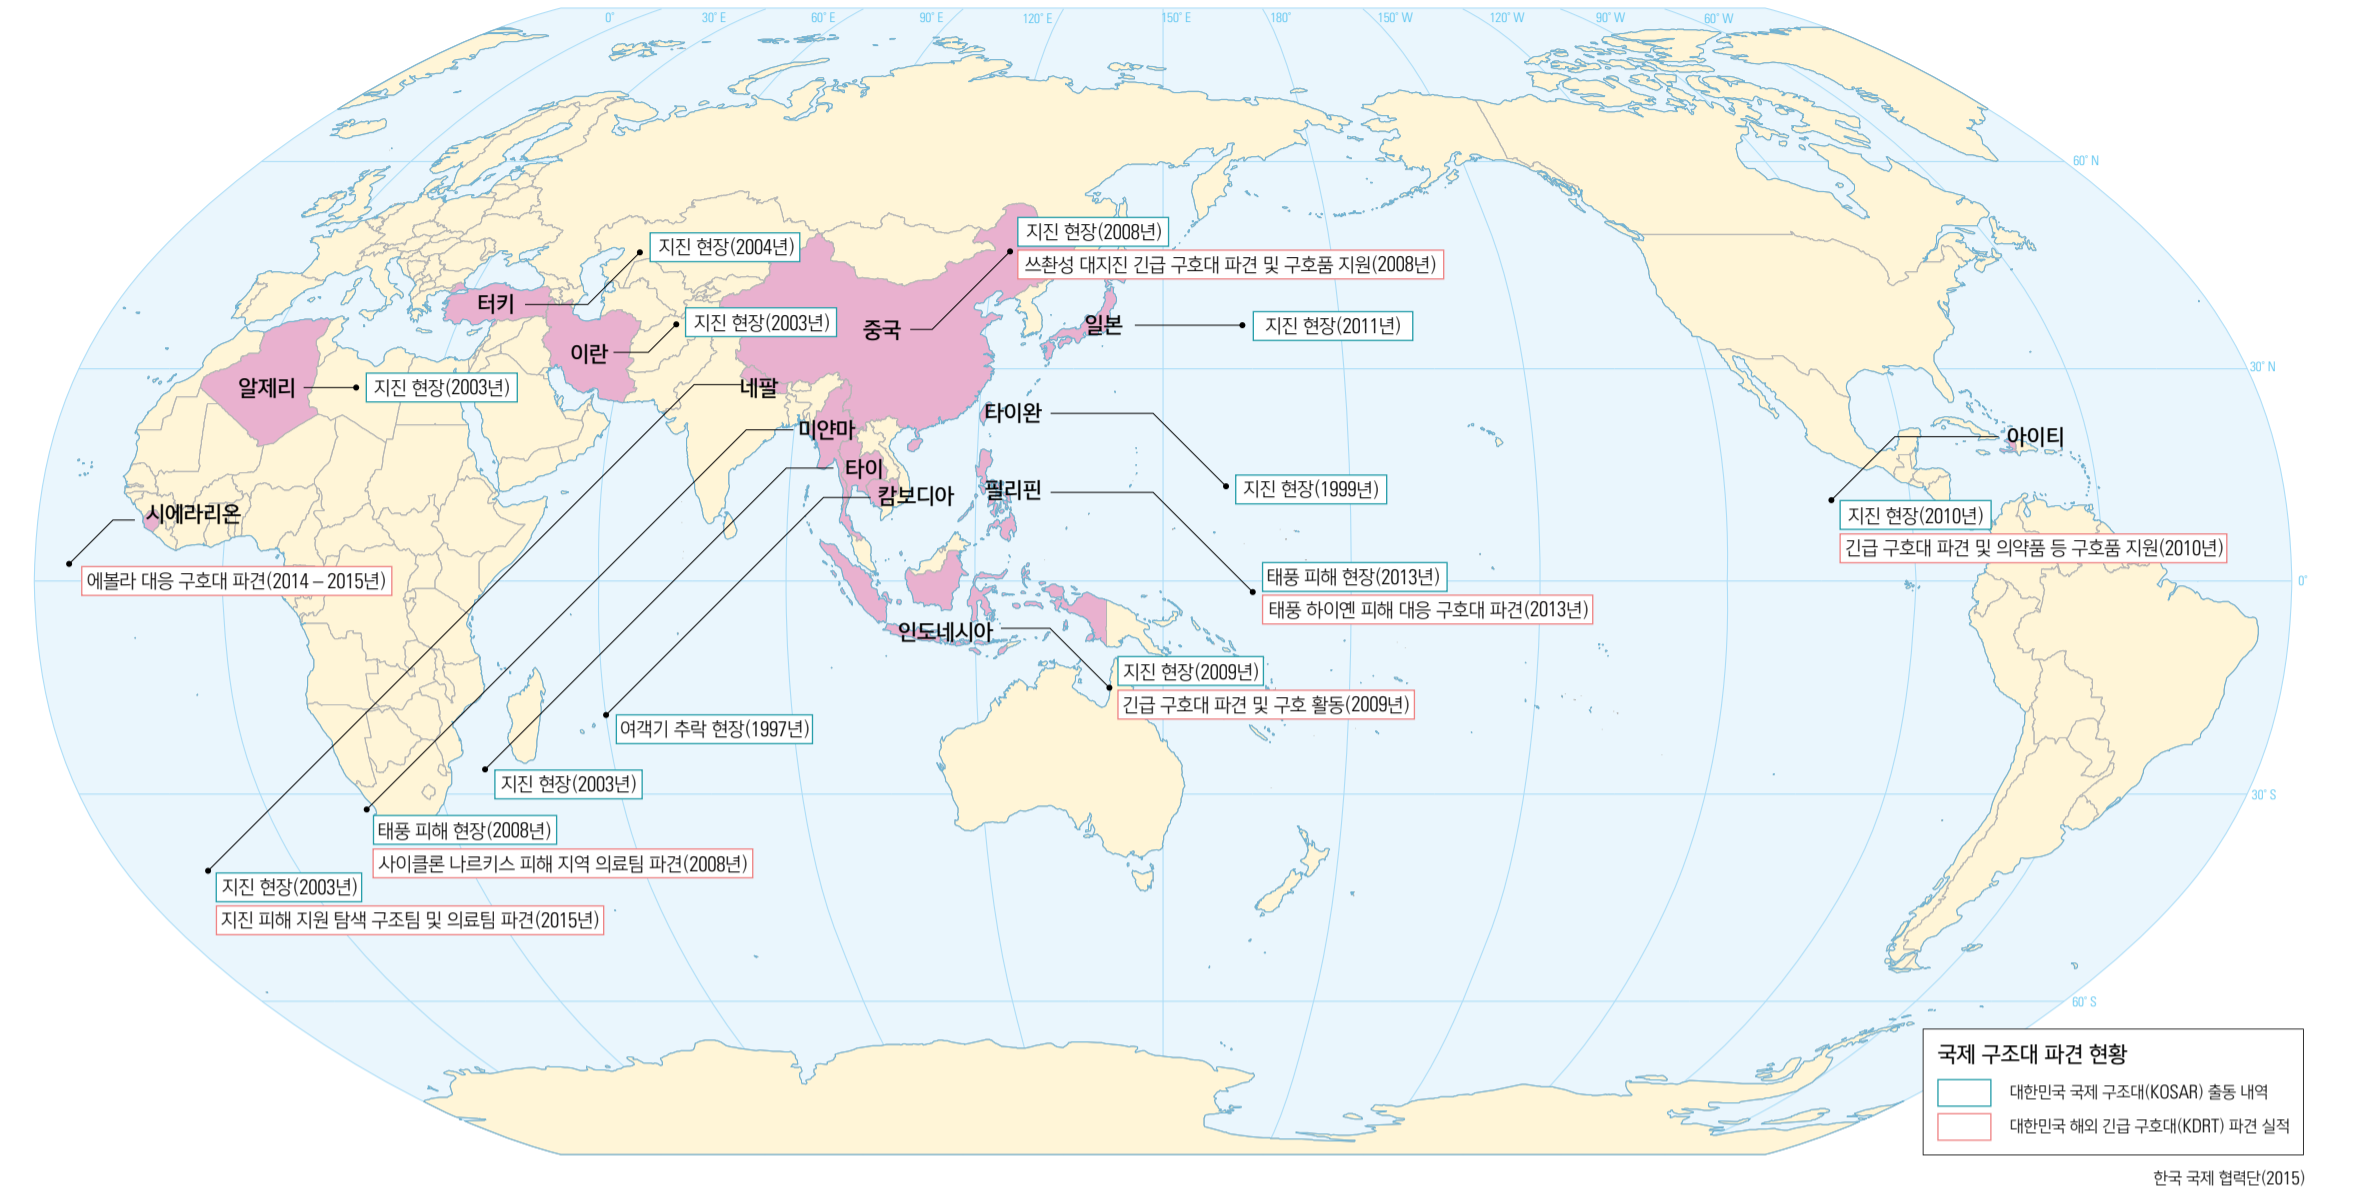 0°
30° E
60° E
90° E
120° E
150° E
180°
150° W
120° W
90° W
60° W
60° N
30° N
0°
30° S
60° S
터키
지진 현장(2004년)
이란
지진 현장(2003년)
알제리
지진 현장(2003년)
시에라리온
에볼라 대응 구호대 파견(2014 – 2015년)
중국
지진 현장(2008년)
쓰촨성 대지진 긴급 구호대 파견 및 구호품 지원(2008년)
일본
지진 현장(2011년)
네팔
지진 현장(2003년)
지진 피해 지원 탐색 구조팀 및 의료팀 파견(2015년)
미얀마
태풍 피해 현장(2008년)
사이클론 나르키스 피해 지역 의료팀 파견(2008년)
타이
지진 현장(2003년)
캄보디아
여객기 추락 현장(1997년)
타이완
지진 현장(1999년)
필리핀
태풍 피해 현장(2013년)
태풍 하이옌 피해 대응 구호대 파견(2013년)
인도네시아
지진 현장(2009년)
긴급 구호대 파견 및 구호 활동(2009년)
아이티
지진 현장(2010년)
긴급 구호대 파견 및 의약품 등 구호품 지원(2010년)
국제 구조대 파견 현황
대한민국 국제 구조대(KOSAR) 출동 내역
대한민국 해외 긴급 구호대(KDRT) 파견 실적
한국 국제 협력단(2015)